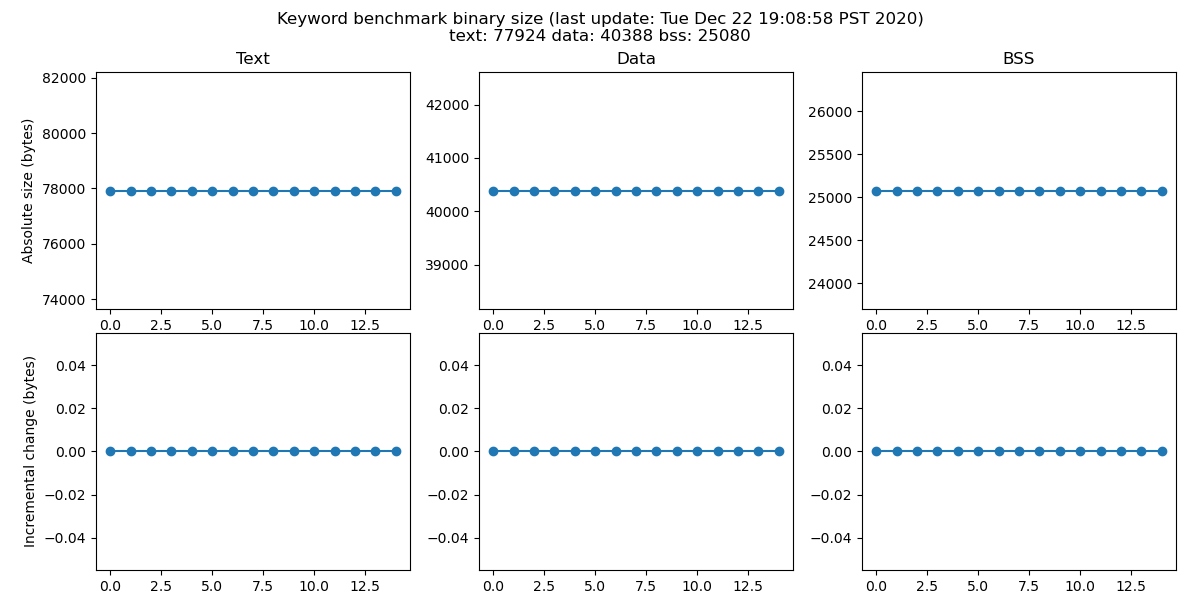 Keyword benchmark binary size (last update: Tue Dec 22 19:08:58 PST 2020)
text: 77924 data: 40388 bss: 25080
Text
Data
BSS
Absolute size (bytes)
82000
80000
78000
76000
74000
0.0 2.5 5.0 7.5 10.0 12.5
42000
41000
40000
39000
0.0 2.5 5.0 7.5 10.0 12.5
26000
25500
25000
24500
24000
0.0 2.5 5.0 7.5 10.0 12.5
Incremental change (bytes)
0.04
0.02
0.00
−0.02
−0.04
0.0 2.5 5.0 7.5 10.0 12.5
0.04
0.02
0.00
−0.02
−0.04
0.0 2.5 5.0 7.5 10.0 12.5
0.04
0.02
0.00
−0.02
−0.04
0.0 2.5 5.0 7.5 10.0 12.5